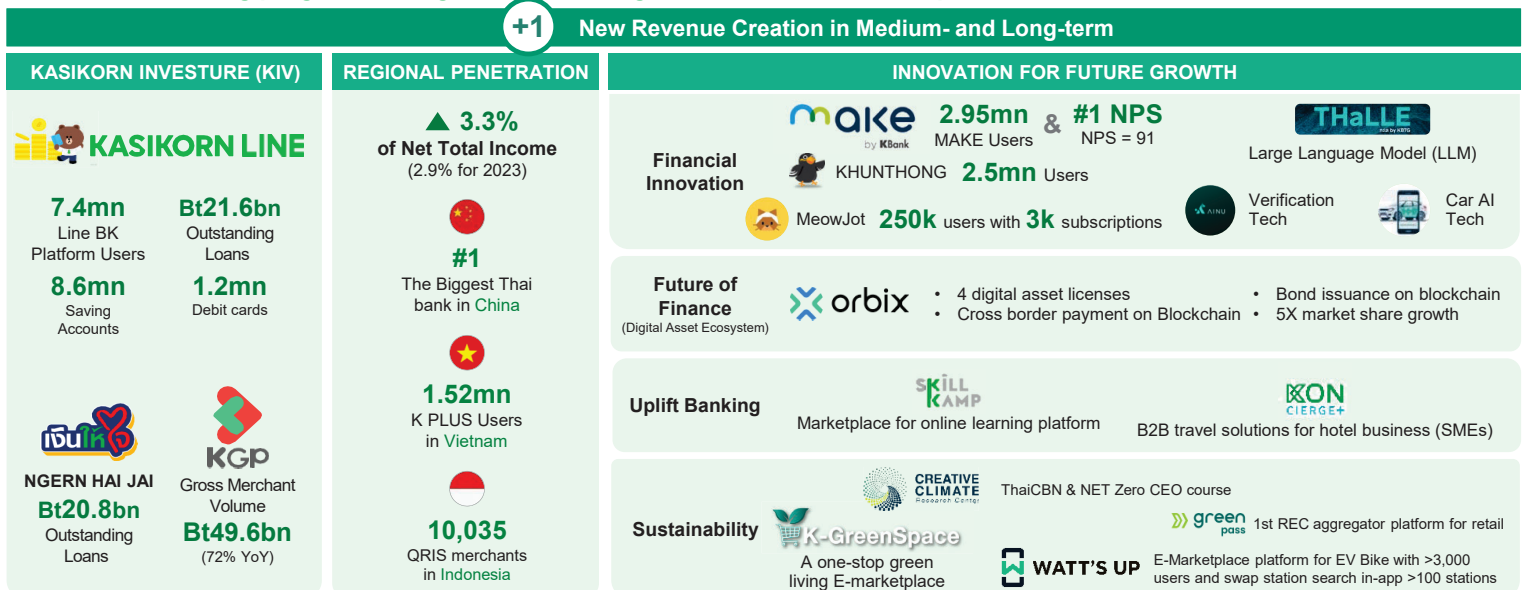 +1
New Revenue Creation in Medium- and Long-term
KASIKORN INVESTURE (KIV)
KASIKORN LINE
7.4mn
Line BK
Platform Users
Bt21.6bn
Outstanding
Loans
8.6mn
Saving
Accounts
1.2mn
Debit cards
เงินให้ใจ
NGERN HAI JAI
Bt20.8bn
Outstanding
Loans
KGP
Gross Merchant
Volume
Bt49.6bn
(72% YoY)
REGIONAL PENETRATION
▲ 3.3%
of Net Total Income
(2.9% for 2023)
#1
The Biggest Thai
bank in China
1.52mn
K PLUS Users
in Vietnam
10,035
QRIS merchants
in Indonesia
INNOVATION FOR FUTURE GROWTH
Financial
Innovation
make
by KBank
2.95mn
MAKE Users
&
#1 NPS
NPS = 91
KHUNTHONG 2.5mn Users
MeowJot 250k users with 3k subscriptions
THaLLE
mla by KBTG
Large Language Model (LLM)
AINU
Verification
Tech
Car AI
Tech
Future of
Finance
(Digital Asset Ecosystem)
orbix
• 4 digital asset licenses
• Cross border payment on Blockchain
• Bond issuance on blockchain
• 5X market share growth
Uplift Banking
SKILL
KAMP
Marketplace for online learning platform
KON
CIERGE+
B2B travel solutions for hotel business (SMEs)
Sustainability
CREATIVE
CLIMATE
Research Center
ThaiCBN & NET Zero CEO course
K-GreenSpace
A one-stop green
living E-marketplace
green
pass
1st REC aggregator platform for retail
WATT'S UP
E-Marketplace platform for EV Bike with >3,000
users and swap station search in-app >100 stations